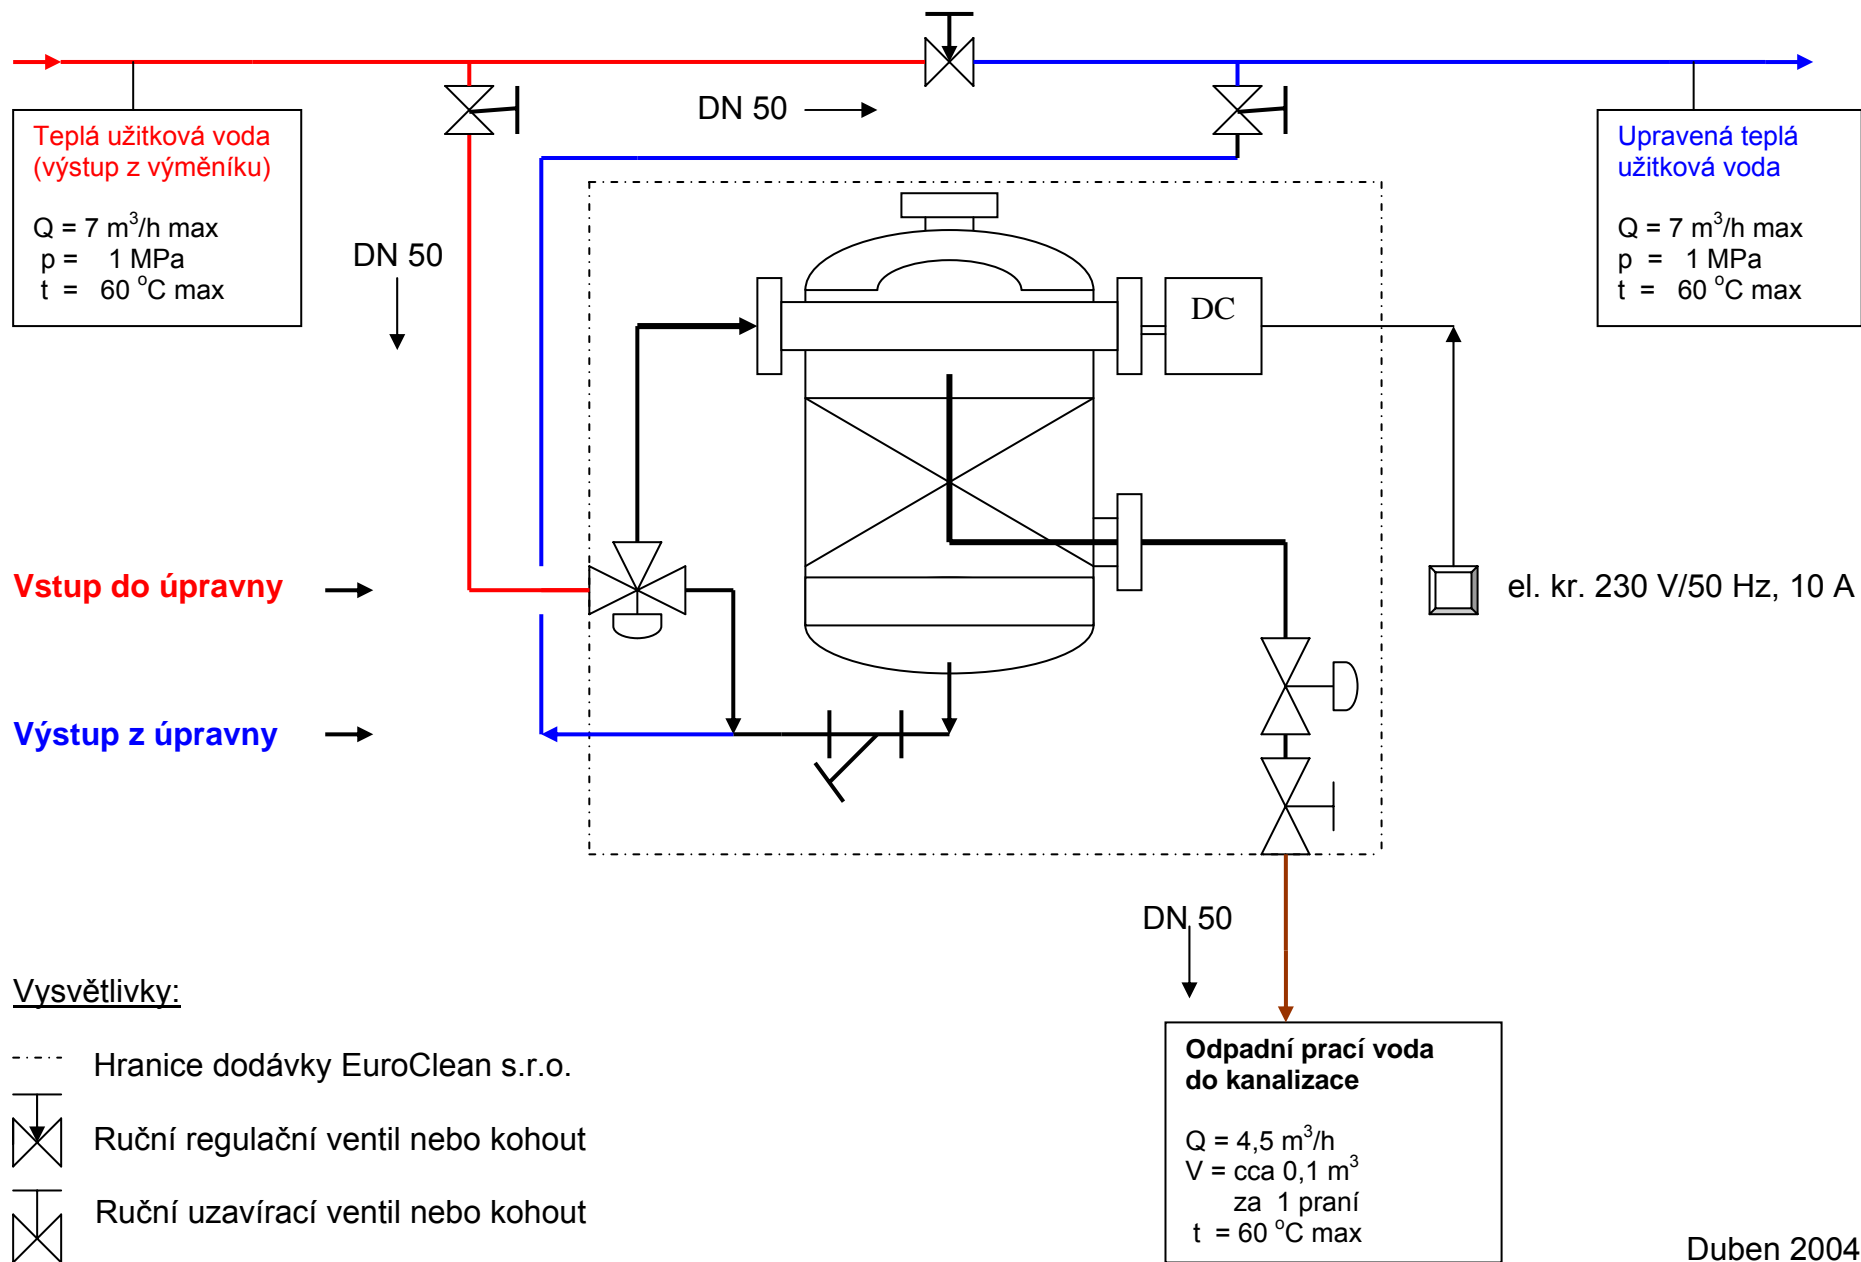 DN 50
Teplá užitková voda
(výstup z výměníku)
Q = 7 m³/h max
p = 1 MPa
t = 60 °C max
Upravená teplá
užitková voda
Q = 7 m³/h max
p = 1 MPa
t = 60 °C max
DN 50
DC
Vstup do úpravny
el. kr. 230 V/50 Hz, 10 A
Výstup z úpravny
DN 50
Vysvětlivky:
Hranice dodávky EuroClean s.r.o.
Ruční regulační ventil nebo kohout
Ruční uzavírací ventil nebo kohout
Odpadní prací voda
do kanalizace
Q = 4,5 m³/h
V = cca 0,1 m³
za 1 praní
t = 60 °C max
Duben 2004